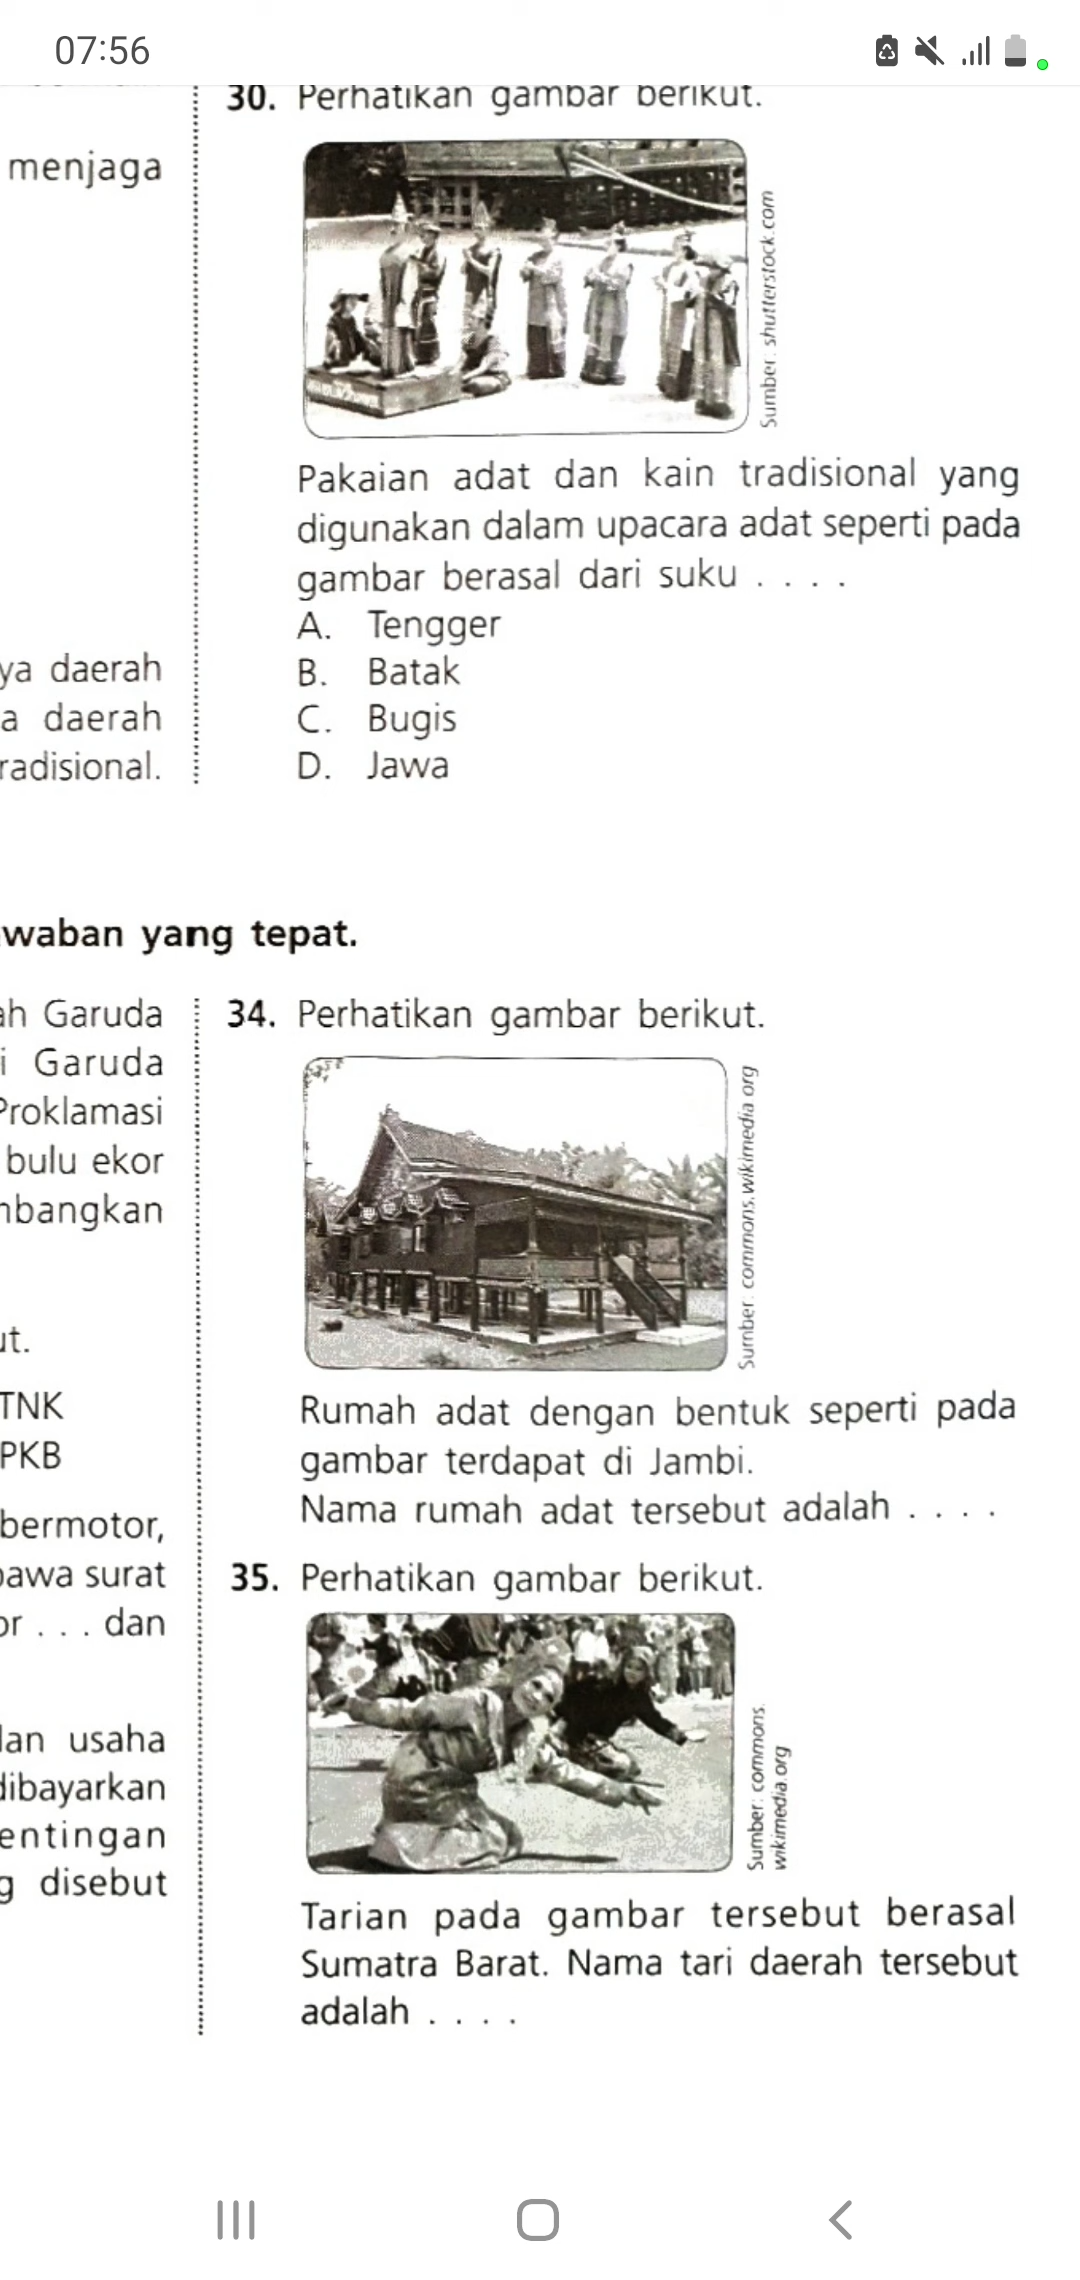 07:56
menjaga
ya daerah
a daerah
radisional.
30. Perhatikan gambar berikut.
Sumber: shutterstock.com
Pakaian adat dan kain tradisional yang
digunakan dalam upacara adat seperti pada
gambar berasal dari suku . . . .
A. Tengger
B. Batak
C. Bugis
D. Jawa
waban yang tepat.
ah Garuda
i Garuda
Proklamasi
bulu ekor
mbangkan
ut.
TNK
PKB
bermotor,
bawa surat
or . . . dan
dan usaha
dibayarkan
entingan
g disebut
34. Perhatikan gambar berikut.
Sumber: commons.wikimedia.org
Rumah adat dengan bentuk seperti pada
gambar terdapat di Jambi.
Nama rumah adat tersebut adalah . . . .
35. Perhatikan gambar berikut.
Sumber: commons.
wikimedia.org
Tarian pada gambar tersebut berasal
Sumatra Barat. Nama tari daerah tersebut
adalah . . . .